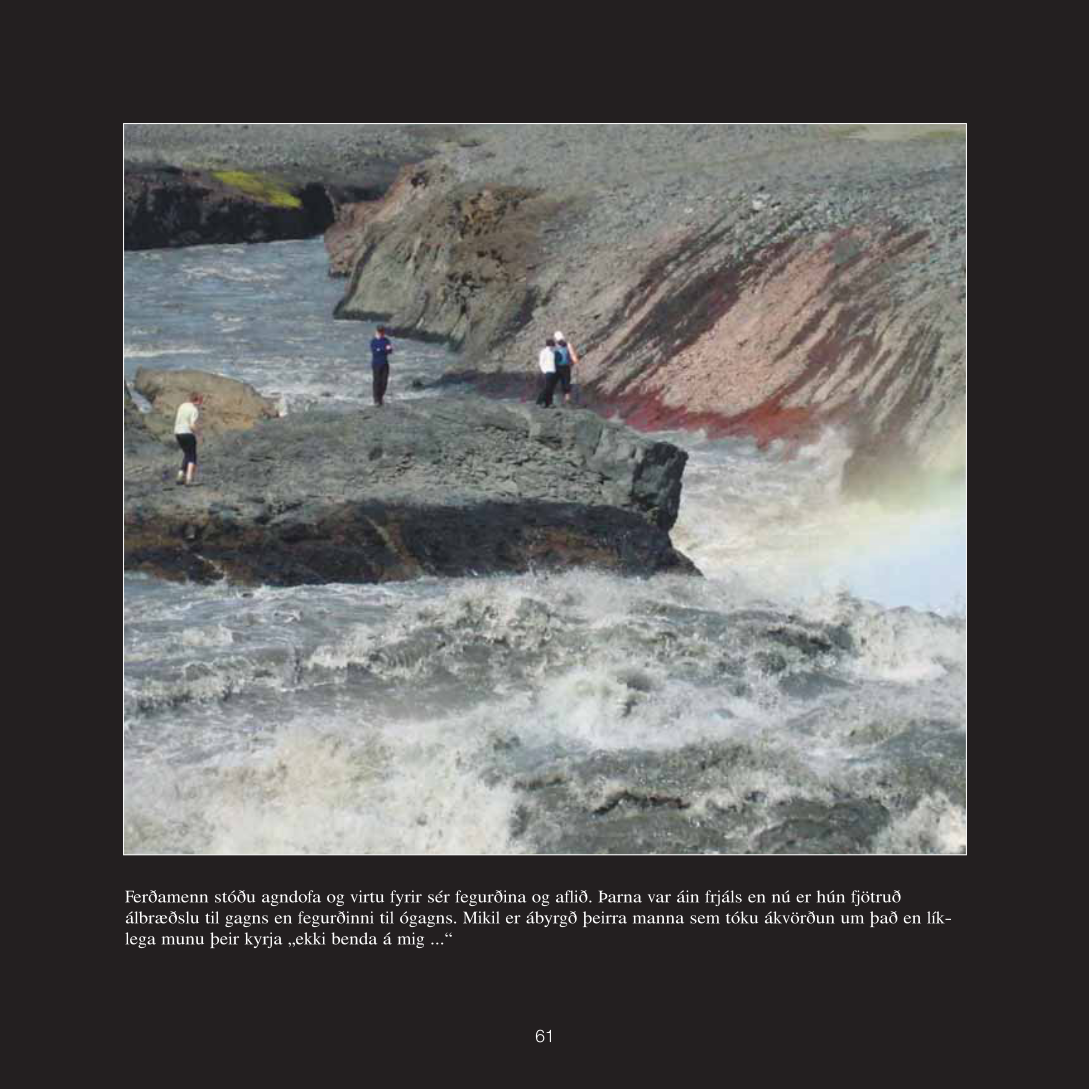 Ferðamenn stóðu agndofa og virtu fyrir sér fegurðina og aflið. Þarna var áin frjáls en nú er hún fjötruð
álbræðslu til gagns en fegurðinni til ógagns. Mikil er ábyrgð þeirra manna sem tóku ákvörðun um það en lík-
lega munu þeir kyrja „ekki benda á mig ...“
61